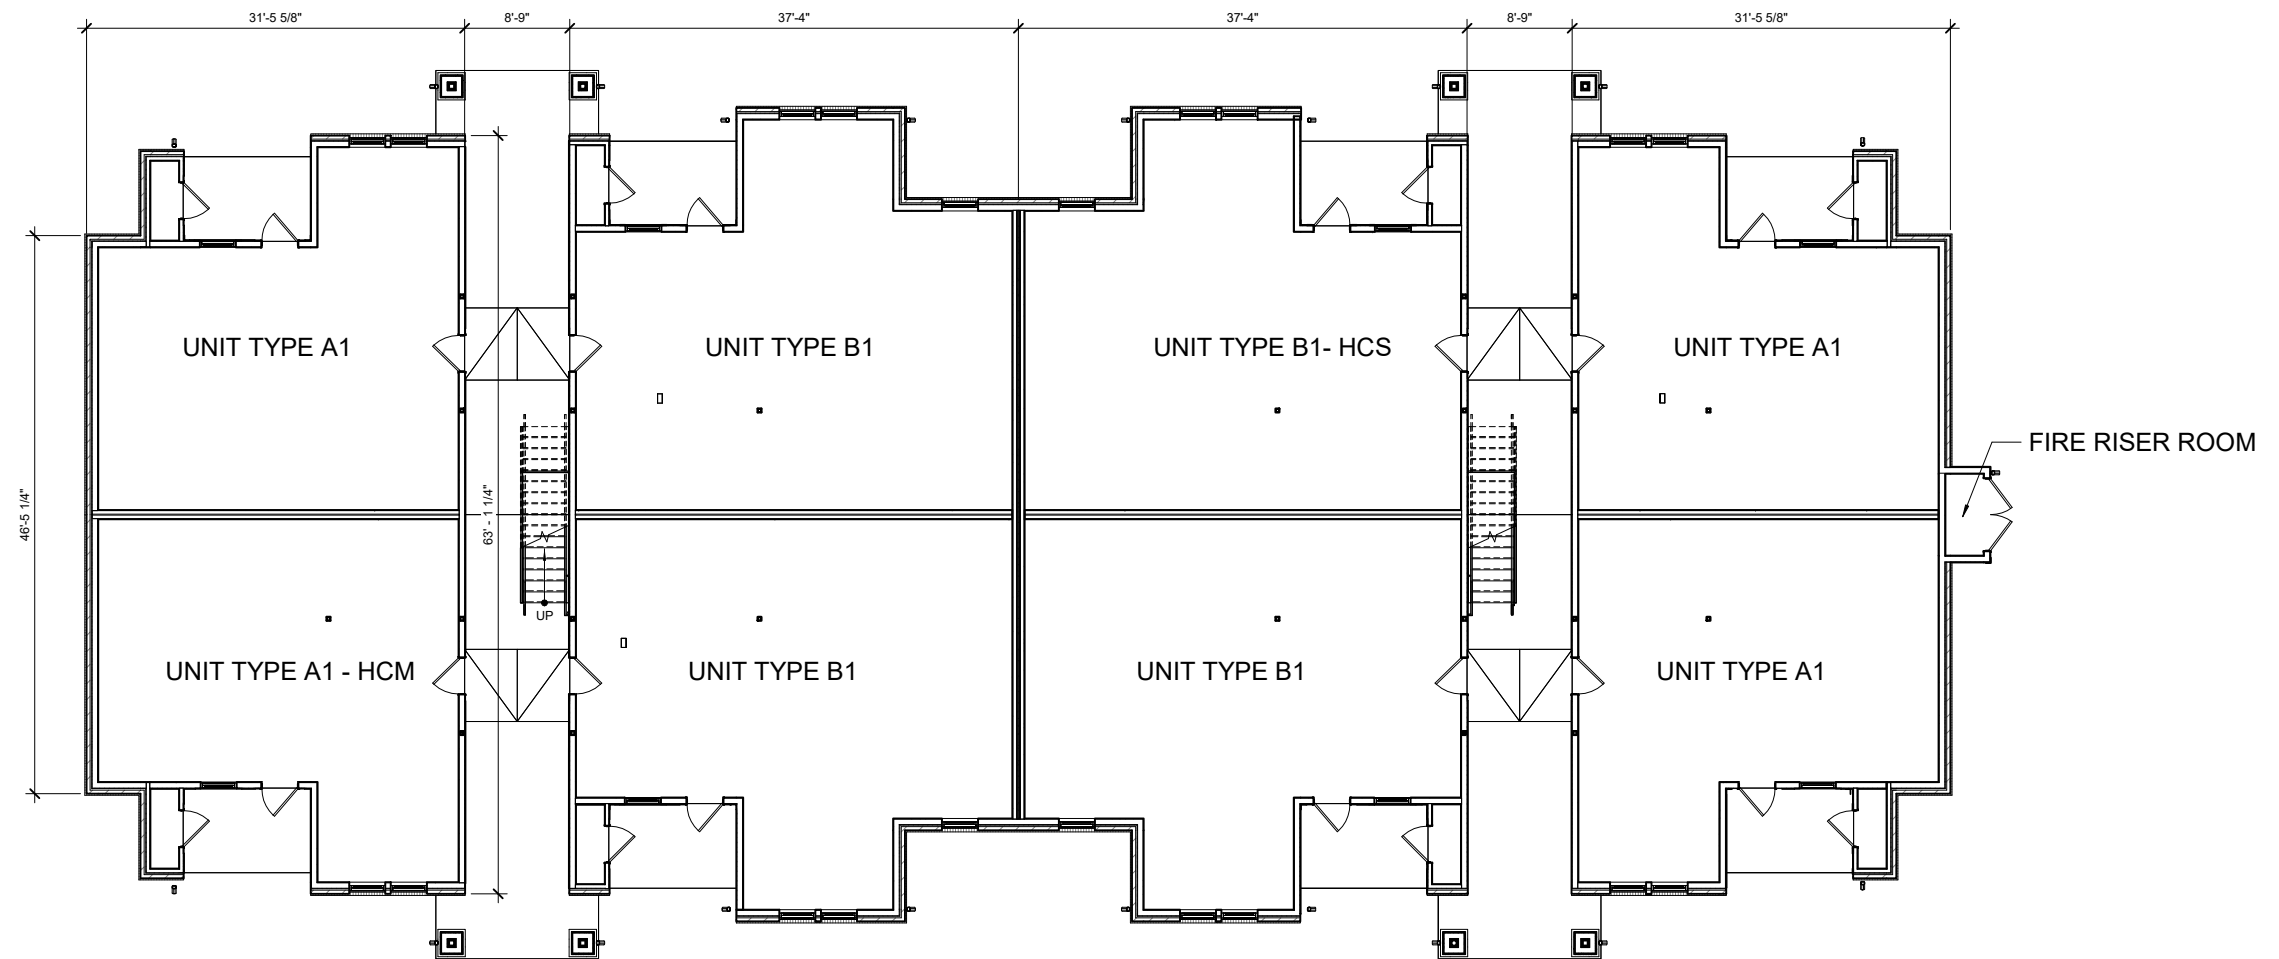 31'-5 5/8"
8'-9"
37'-4"
37'-4"
8'-9"
31'-5 5/8"
UNIT TYPE A1
UNIT TYPE B1
UNIT TYPE B1- HCS
UNIT TYPE A1
FIRE RISER ROOM
46'-5 1/4"
63' - 1 1/4"
UP
UNIT TYPE A1 - HCM
UNIT TYPE B1
UNIT TYPE B1
UNIT TYPE A1